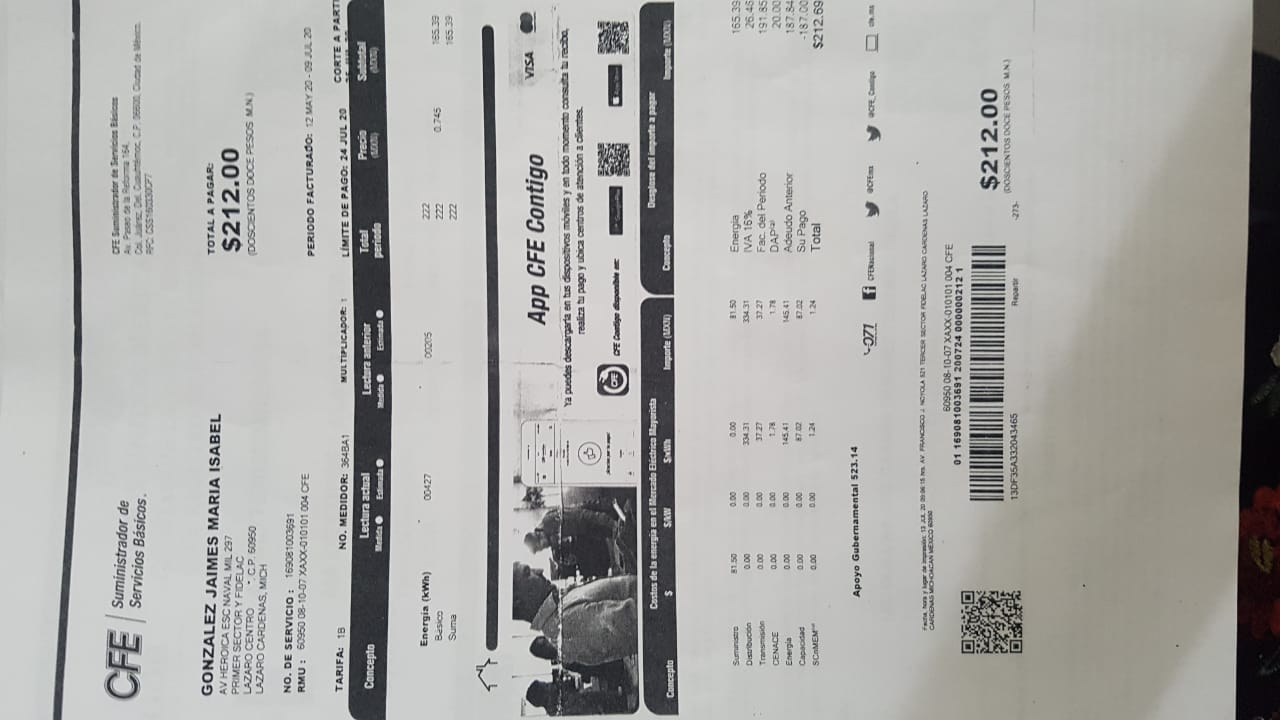 CFE
Suministrador de
Servicios Básicos.
CFE Suministrador de Servicios Básicos
Av. Paseo de la Reforma 164,
Col. Juárez, Del. Cuauhtémoc, C.P. 06600, Ciudad de México.
GONZALEZ JAIMES MARIA ISABEL
AV HEROICA ESC NAVAL MIL 297
PRIMER SECTOR Y FIDELAC
LAZARO CENTRO C.P. 60950
LAZARO CARDENAS, MICH
TOTAL A PAGAR:
$212.00
(DOSCIENTOS DOCE PESOS M.N.)
NO. DE SERVICIO : 169081003691
RMU : 60950 08-10-07 XAXX-010101 004 CFE
PERIODO FACTURADO: 12 MAY 20 - 09 JUL 20
TARIFA: 1B NO. MEDIDOR: 364BA1 MULTIPLICADOR: 1 LÍMITE DE PAGO: 24 JUL 20 CORTE A PARTI
Concepto Lectura actual Lectura anterior Total periodo Precio (MXN) Subtotal (MXN)
Medida Estimada Medida Estimada
Energía (kWh) 00427 00205 222 0.745 165.39
Básico 222 165.39
Suma 222
App CFE Contigo
VISA
Ya puedes descargarla en tus dispositivos móviles y en todo momento consulta tu recibo,
realiza tu pago y ubica centros de atención a clientes.
CFE
CFE Contigo disponible en:
Costos de la energía en el Mercado Eléctrico Mayorista
Concepto $ $/kW $/kWh Importe (MXN)
Suministro 81.50 0.00 0.00 81.50
Distribución 0.00 0.00 334.31 334.31
Transmisión 0.00 0.00 37.27 37.27
CENACE 0.00 0.00 1.78 1.78
Energía 0.00 0.00 145.41 145.41
Capacidad 0.00 0.00 87.02 87.02
SCnMEM 0.00 0.00 1.24 1.24
Desglose del importe a pagar
Concepto Importe (MXN)
Energía 165.39
IVA 16% 26.46
Fac. del Periodo 191.85
DAP 20.00
Adeudo Anterior 187.84
Su Pago -187.00
Total $212.69
Apoyo Gubernamental 523.14
071 CFENacional @CFEmx @CFE_Contigo cfe.mx
Fecha, hora y lugar de impresión: 13 JUL 20 09:06:15 hrs. AV. FRANCISCO J. NOYOLA 521 TERCER SECTOR FIDELAC LAZARO CARDENAS LAZARO
CARDENAS MICHOACAN MEXICO 60950
60950 08-10-07 XAXX-010101 004 CFE
01 169081003691 200724 000000212 1
13DF35A332043465
Repartir
-273-
$212.00
(DOSCIENTOS DOCE PESOS M.N.)